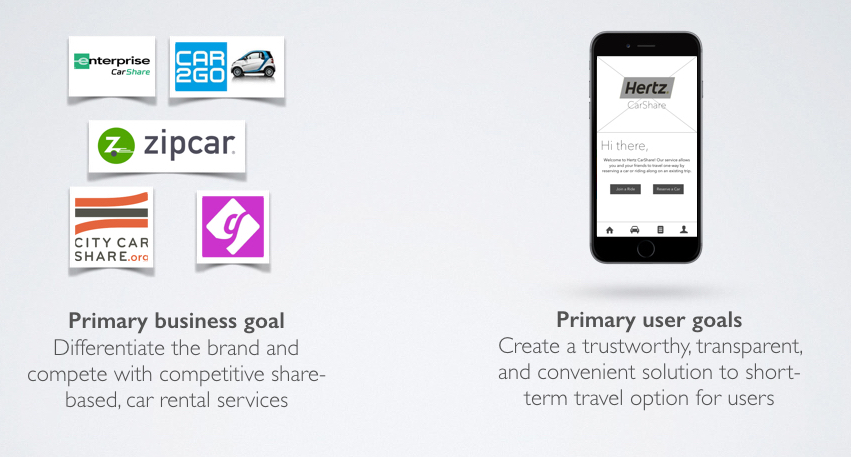 enterprise
CarShare
CAR
2GO
zipcar
CITY CAR
SHARE.org
g
Primary business goal
Differentiate the brand and
compete with competitive share-
based, car rental services
Hertz
CarShare
Hi there,
Welcome to Hertz CarShare! Our service allows
you and your friends to travel one way by
reserving a car or riding along on an existing trip.
Join a Ride
Reserve a Car
Primary user goals
Create a trustworthy, transparent,
and convenient solution to short-
term travel option for users